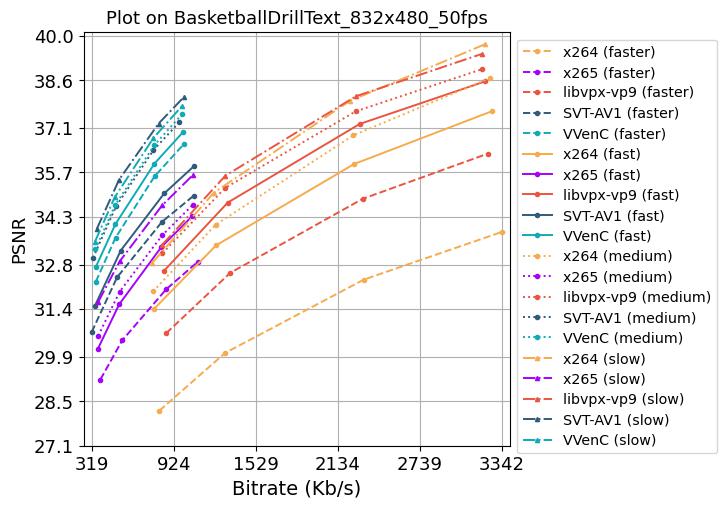 Plot on BasketballDrillText_832x480_50fps
40.0
38.6
37.1
35.7
34.3
32.8
31.4
29.9
28.5
27.1
PSNR
319 924 1529 2134 2739 3342
Bitrate (Kb/s)
x264 (faster)
x265 (faster)
libvpx-vp9 (faster)
SVT-AV1 (faster)
VVenC (faster)
x264 (fast)
x265 (fast)
libvpx-vp9 (fast)
SVT-AV1 (fast)
VVenC (fast)
x264 (medium)
x265 (medium)
libvpx-vp9 (medium)
SVT-AV1 (medium)
VVenC (medium)
x264 (slow)
x265 (slow)
libvpx-vp9 (slow)
SVT-AV1 (slow)
VVenC (slow)